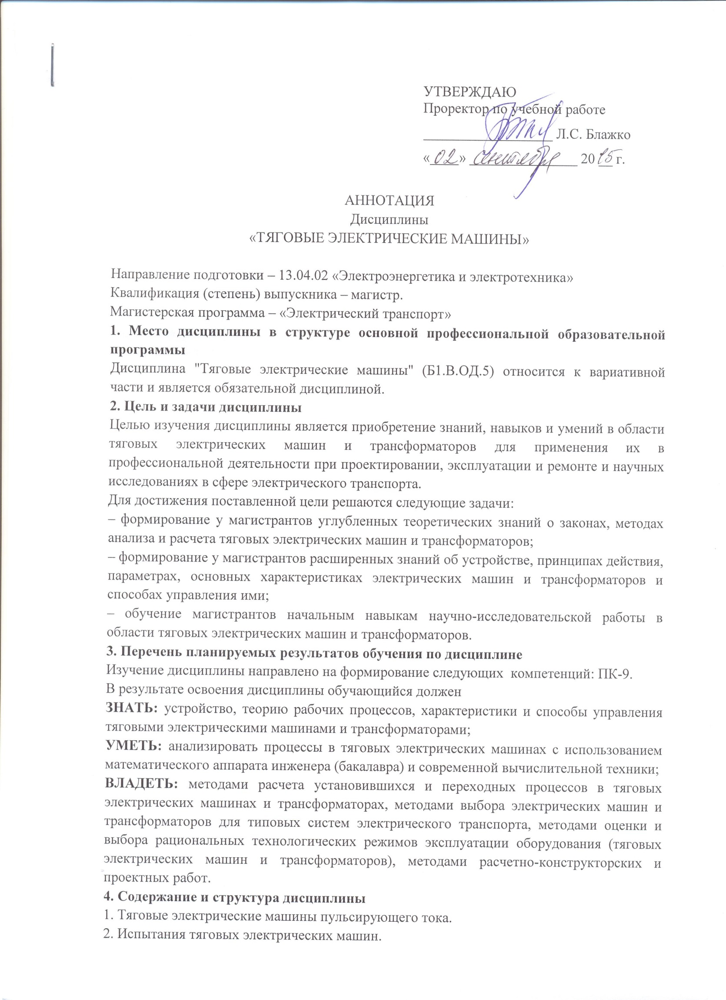 УТВЕРЖДАЮ
Проректор по учебной работе
Л.С. Блажко
«02» сентября 2015 г.
АННОТАЦИЯ
Дисциплины
«ТЯГОВЫЕ ЭЛЕКТРИЧЕСКИЕ МАШИНЫ»
Направление подготовки – 13.04.02 «Электроэнергетика и электротехника»
Квалификация (степень) выпускника – магистр.
Магистерская программа – «Электрический транспорт»
1. Место дисциплины в структуре основной профессиональной образовательной
программы
Дисциплина "Тяговые электрические машины" (Б1.В.ОД.5) относится к вариативной
части и является обязательной дисциплиной.
2. Цель и задачи дисциплины
Целью изучения дисциплины является приобретение знаний, навыков и умений в области
тяговых электрических машин и трансформаторов для применения их в
профессиональной деятельности при проектировании, эксплуатации и ремонте и научных
исследованиях в сфере электрического транспорта.
Для достижения поставленной цели решаются следующие задачи:
– формирование у магистрантов углубленных теоретических знаний о законах, методах
анализа и расчета тяговых электрических машин и трансформаторов;
– формирование у магистрантов расширенных знаний об устройстве, принципах действия,
параметрах, основных характеристиках электрических машин и трансформаторов и
способах управления ими;
– обучение магистрантов начальным навыкам научно-исследовательской работы в
области тяговых электрических машин и трансформаторов.
3. Перечень планируемых результатов обучения по дисциплине
Изучение дисциплины направлено на формирование следующих компетенций: ПК-9.
В результате освоения дисциплины обучающийся должен
ЗНАТЬ: устройство, теорию рабочих процессов, характеристики и способы управления
тяговыми электрическими машинами и трансформаторами;
УМЕТЬ: анализировать процессы в тяговых электрических машинах с использованием
математического аппарата инженера (бакалавра) и современной вычислительной техники;
ВЛАДЕТЬ: методами расчета установившихся и переходных процессов в тяговых
электрических машинах и трансформаторах, методами выбора электрических машин и
трансформаторов для типовых систем электрического транспорта, методами оценки и
выбора рациональных технологических режимов эксплуатации оборудования (тяговых
электрических машин и трансформаторов), методами расчетно-конструкторских и
проектных работ.
4. Содержание и структура дисциплины
1. Тяговые электрические машины пульсирующего тока.
2. Испытания тяговых электрических машин.